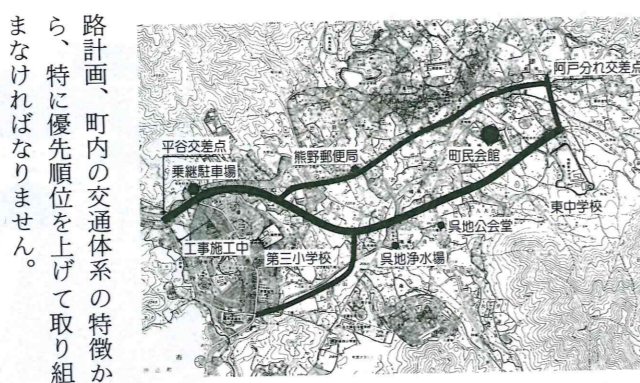 路計画、町内の交通体系の特徴か
ら、特に優先順位を上げて取り組
まなければなりません。
阿戸分れ交差点
平谷交差点
乗継駐車場
熊野郵便局
町民会館
東中学校
呉地公会堂
工事施工中
第三小学校
呉地浄水場